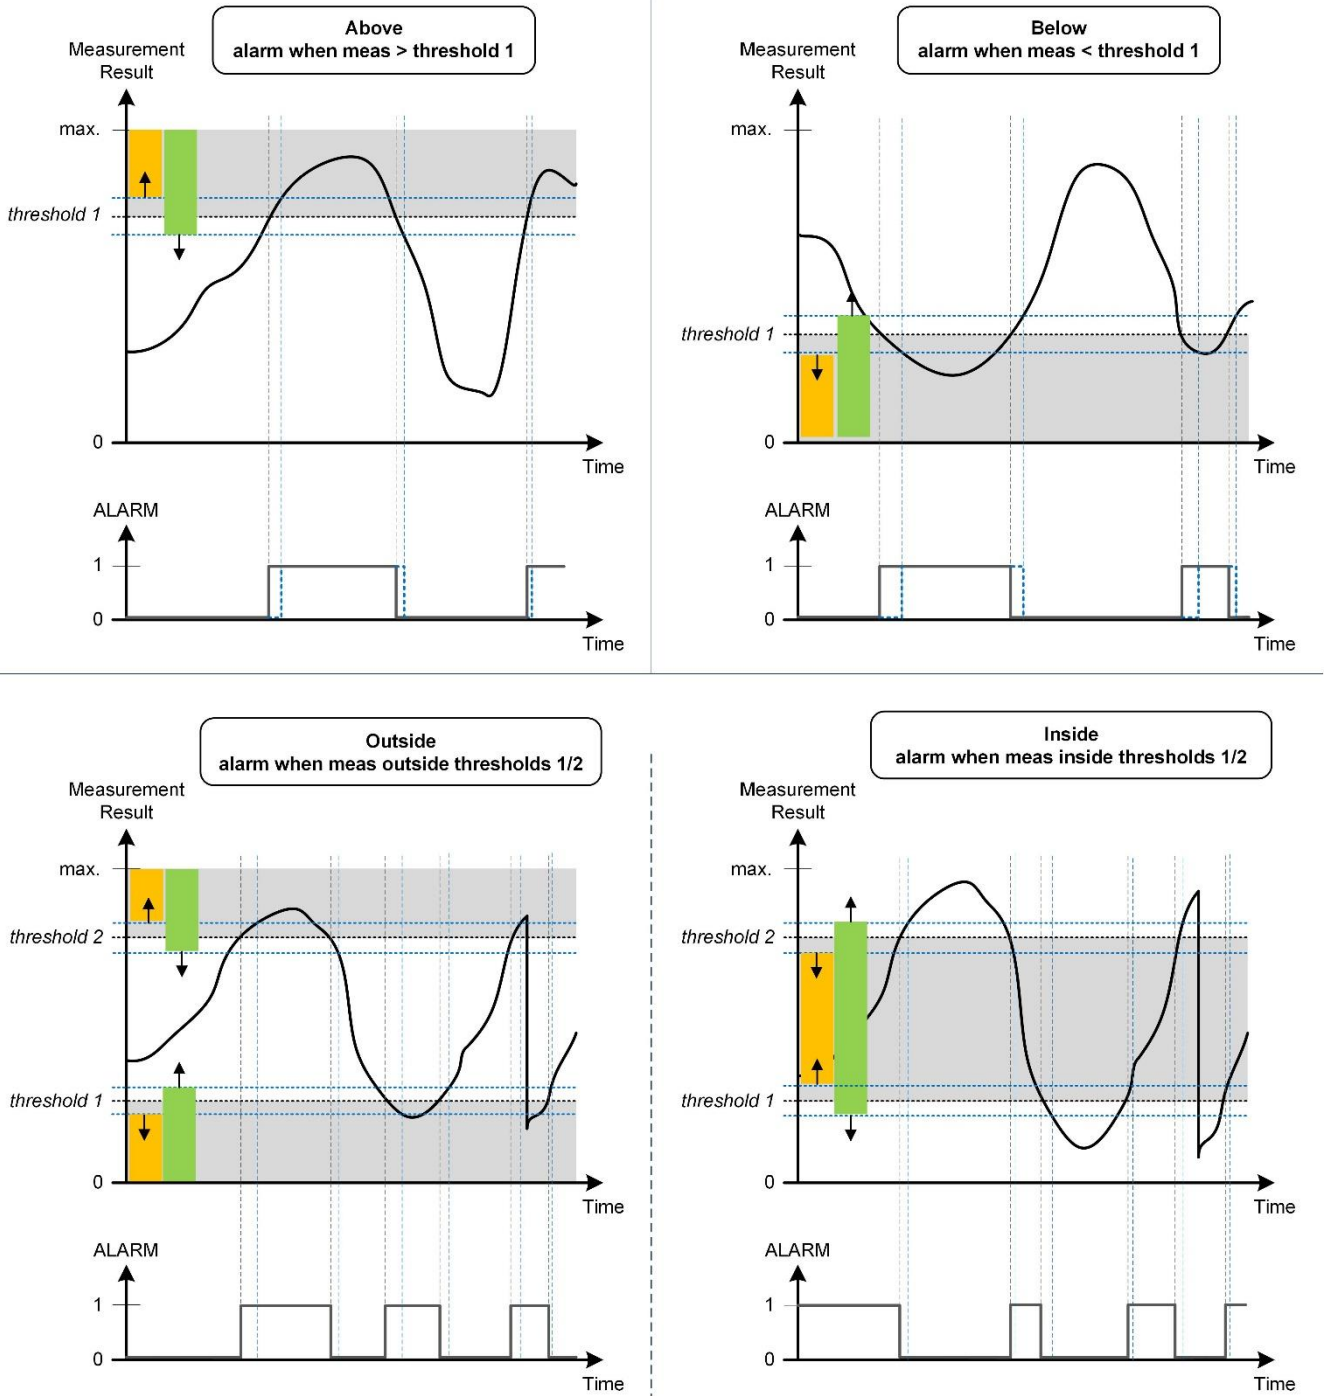 Above
alarm when meas > threshold 1
Measurement
Result
max.
threshold 1
0
Time
ALARM
1
0
Time
Below
alarm when meas < threshold 1
Measurement
Result
max.
threshold 1
0
Time
ALARM
1
0
Time
Outside
alarm when meas outside thresholds 1/2
Measurement
Result
max.
threshold 2
threshold 1
0
Time
ALARM
1
0
Time
Inside
alarm when meas inside thresholds 1/2
Measurement
Result
max.
threshold 2
threshold 1
0
Time
ALARM
1
0
Time